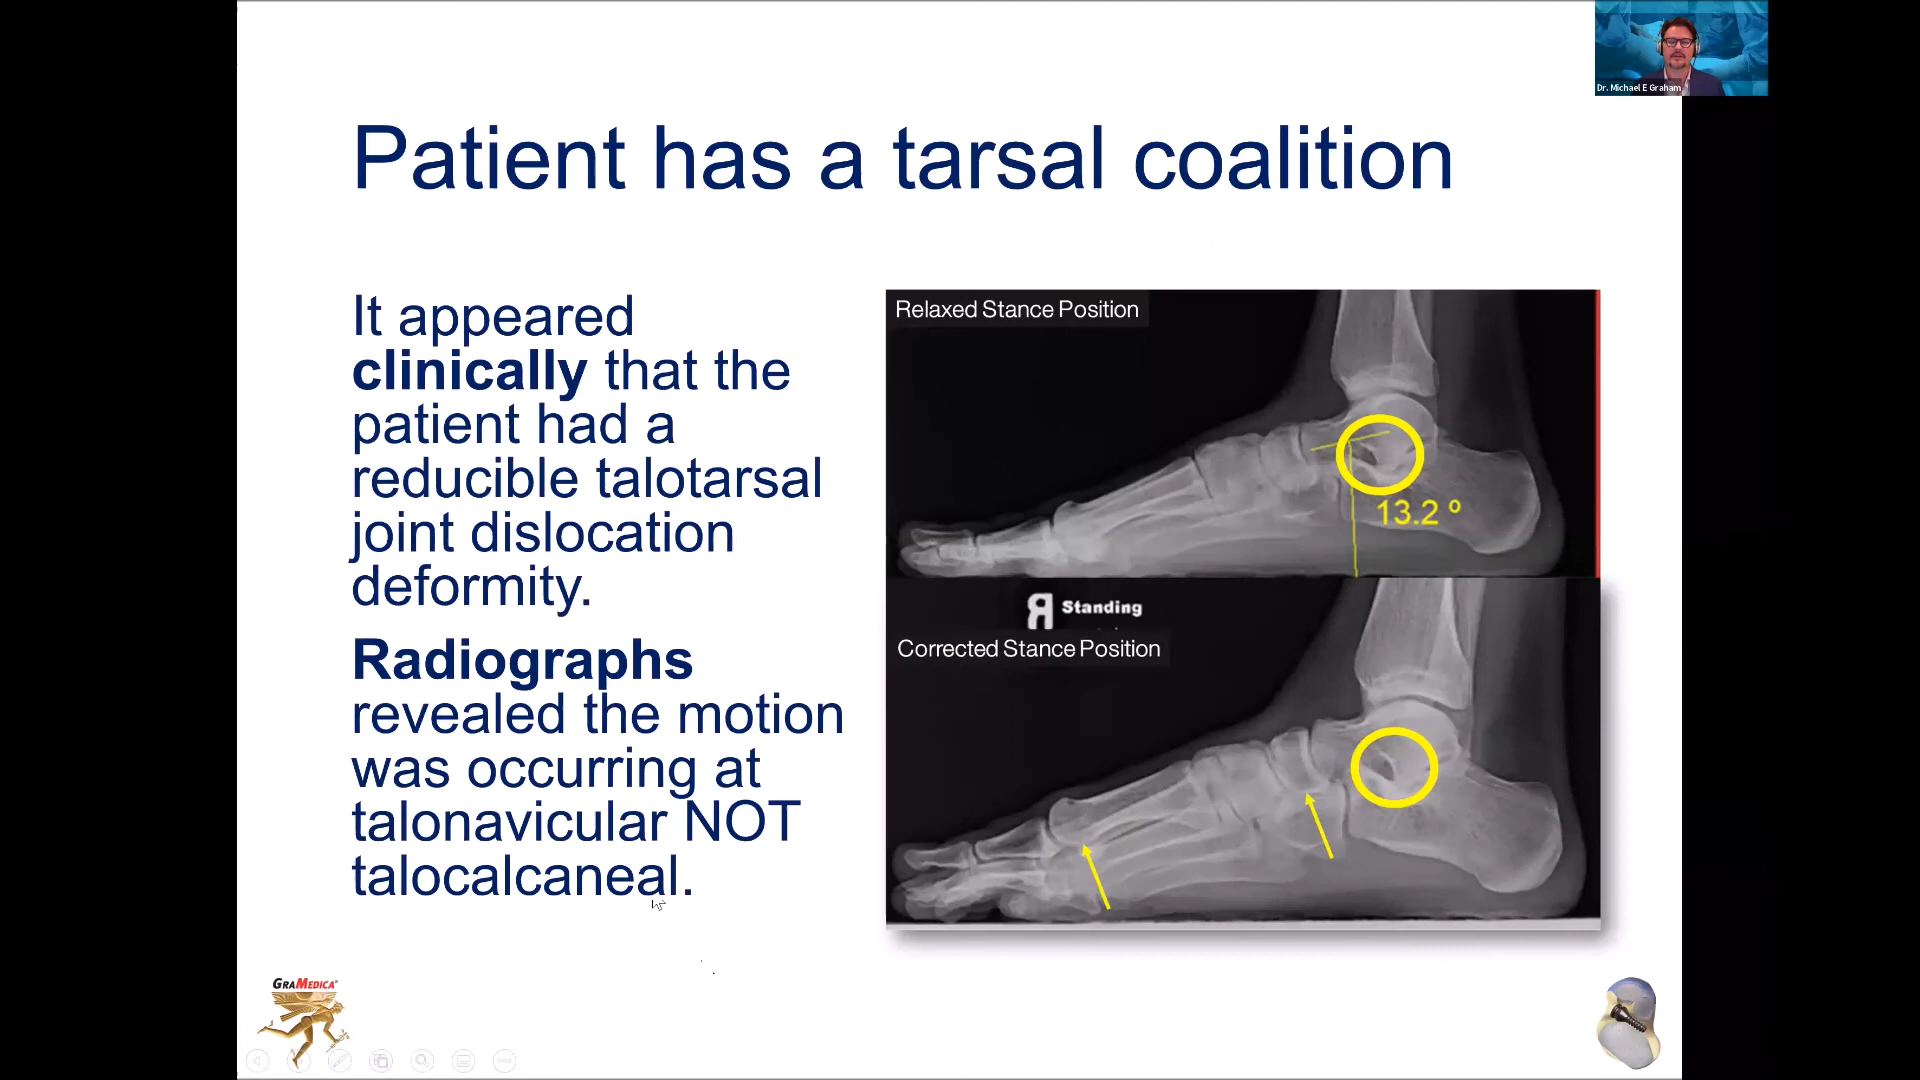 Dr. Michael E Graham
Patient has a tarsal coalition
It appeared
clinically that the
patient had a
reducible talotarsal
joint dislocation
deformity.
Radiographs
revealed the motion
was occurring at
talonavicular NOT
talocalcaneal.
Relaxed Stance Position
13.2 º
R Standing
Corrected Stance Position
GRAMEDICA®